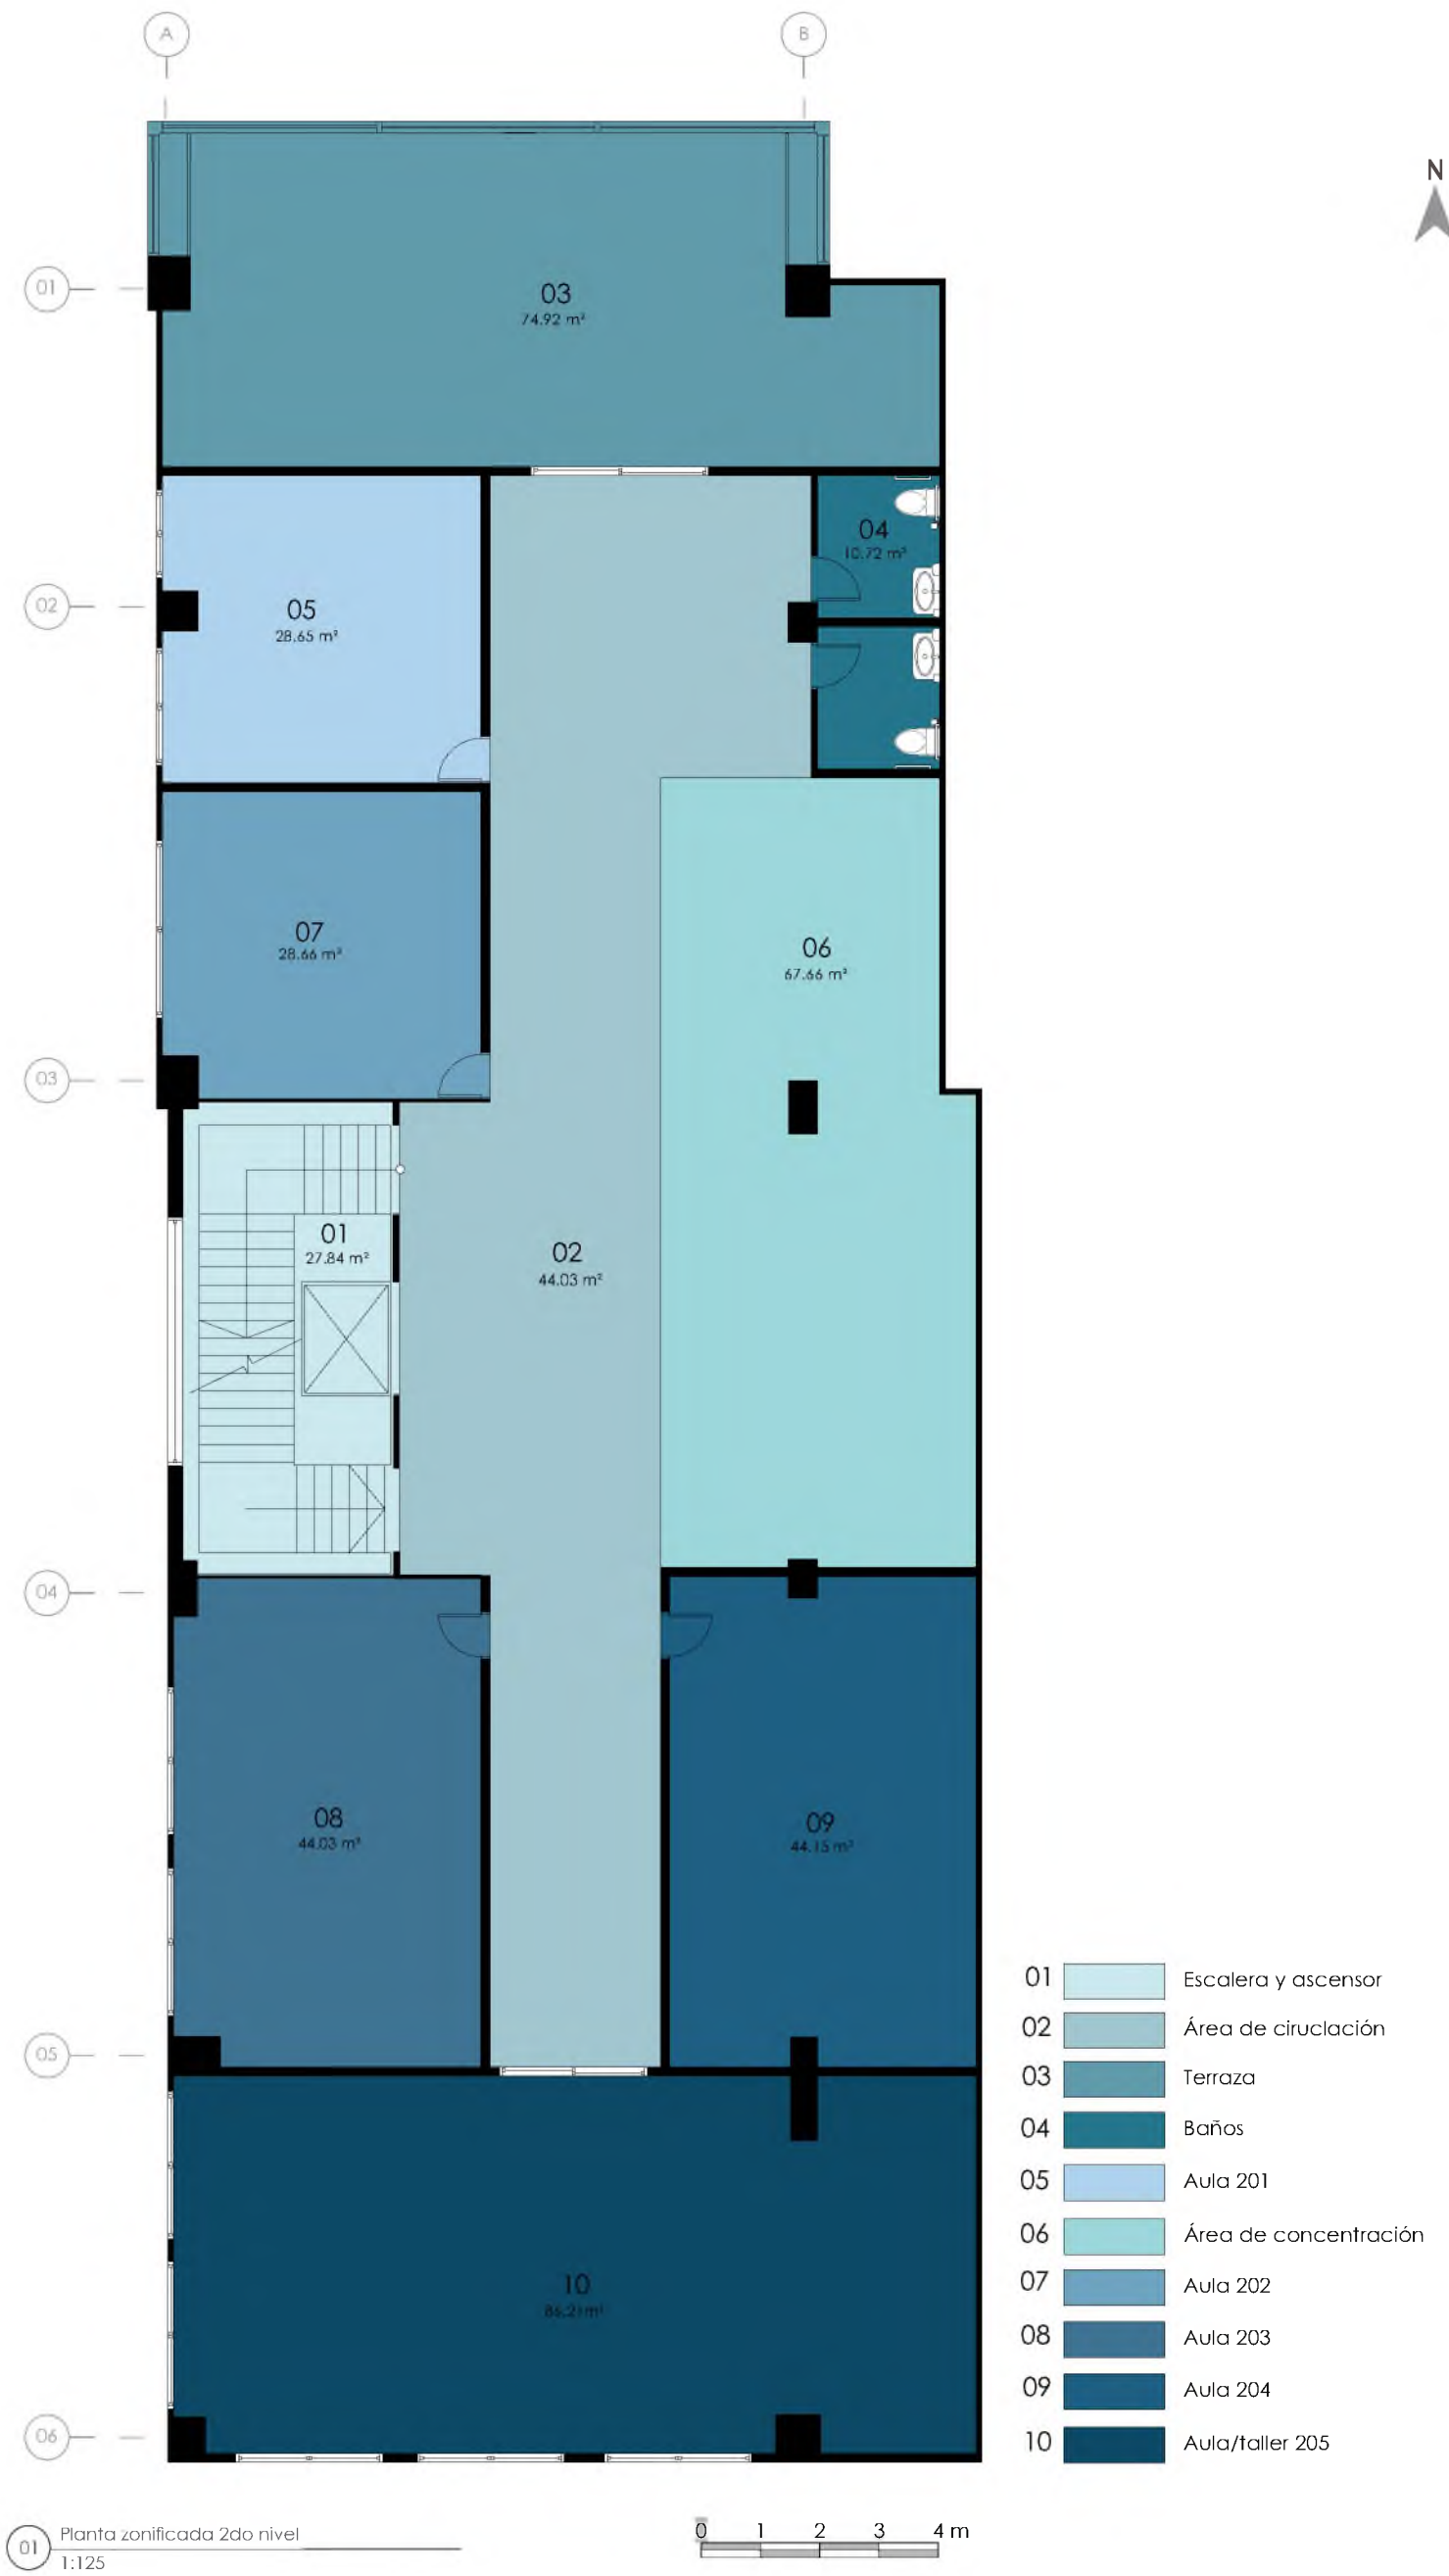 A
B
N
01
03
74.92 m²
04
10.72 m²
02
05
28.65 m²
07
28.66 m²
06
67.66 m²
03
01
27.84 m²
02
44.03 m²
04
08
44.03 m²
09
44.15 m²
01 Escalera y ascensor
02 Área de ciruclación
05
03 Terraza
04 Baños
05 Aula 201
06 Área de concentración
10
86.21m²
07 Aula 202
08 Aula 203
09 Aula 204
06
10 Aula/taller 205
01 Planta zonificada 2do nivel
1:125
0 1 2 3 4 m